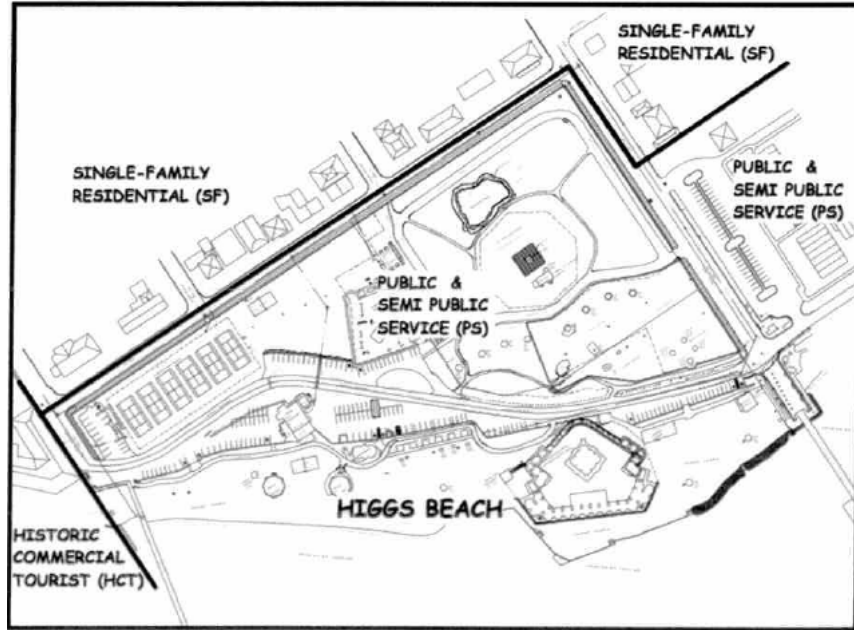 SINGLE-FAMILY
RESIDENTIAL (SF)
SINGLE-FAMILY
RESIDENTIAL (SF)
PUBLIC &
SEMI PUBLIC
SERVICE (PS)
PUBLIC &
SEMI PUBLIC
SERVICE (PS)
HIGGS BEACH
HISTORIC
COMMERCIAL
TOURIST (HCT)